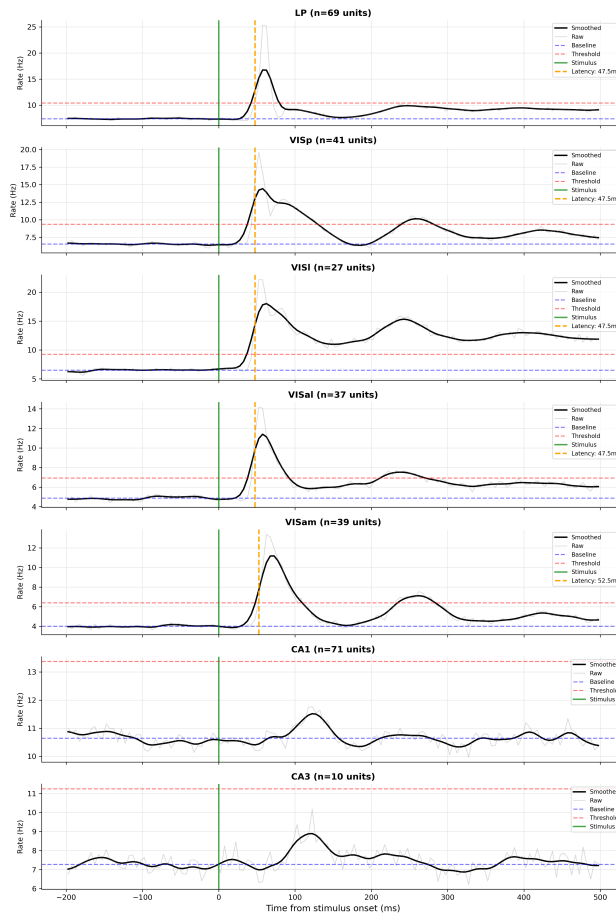 LP (n=69 units)
25
20
15
10
Rate (Hz)
Smoothed
Raw
Baseline
Threshold
Stimulus
Latency: 47.5m
VISp (n=41 units)
20.0
17.5
15.0
12.5
10.0
7.5
Rate (Hz)
Smoothed
Raw
Baseline
Threshold
Stimulus
Latency: 47.5m
VISl (n=27 units)
20
15
10
5
Rate (Hz)
Smoothed
Raw
Baseline
Threshold
Stimulus
Latency: 47.5m
VISal (n=37 units)
14
12
10
8
6
4
Rate (Hz)
Smoothed
Raw
Baseline
Threshold
Stimulus
Latency: 47.5m
VISam (n=39 units)
12
10
8
6
4
Rate (Hz)
Smoothed
Raw
Baseline
Threshold
Stimulus
Latency: 52.5m
CA1 (n=71 units)
13
12
11
10
Rate (Hz)
Smoothe
Raw
Baseline
Threshold
Stimulus
CA3 (n=10 units)
11
10
9
8
7
6
Rate (Hz)
Smoothe
Raw
Baseline
Threshold
Stimulus
−200 −100 0 100 200 300 400 500
Time from stimulus onset (ms)